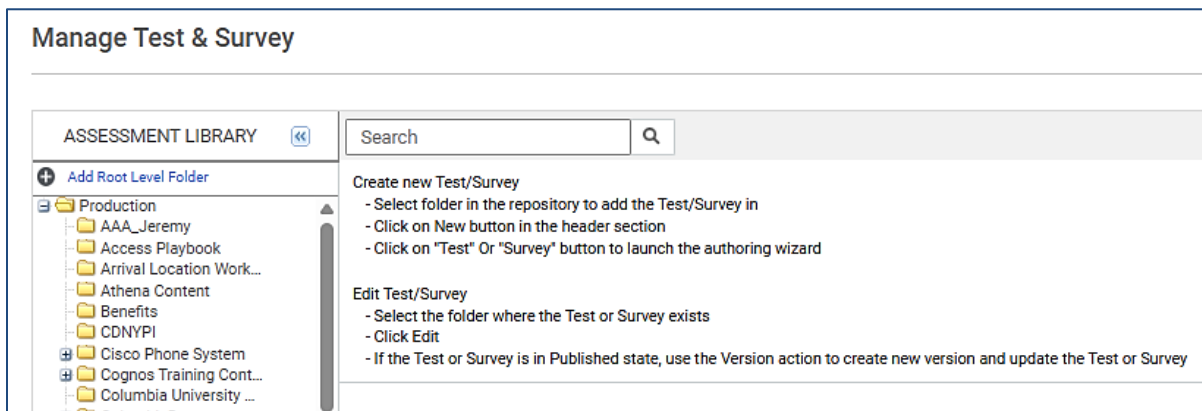 Manage Test & Survey
ASSESSMENT LIBRARY
Search
Add Root Level Folder
Production
AAA_Jeremy
Access Playbook
Arrival Location Work...
Athena Content
Benefits
CDNYPI
Cisco Phone System
Cognos Training Cont...
Columbia University ...
Create new Test/Survey
- Select folder in the repository to add the Test/Survey in
- Click on New button in the header section
- Click on "Test" Or "Survey" button to launch the authoring wizard
Edit Test/Survey
- Select the folder where the Test or Survey exists
- Click Edit
- If the Test or Survey is in Published state, use the Version action to create new version and update the Test or Survey